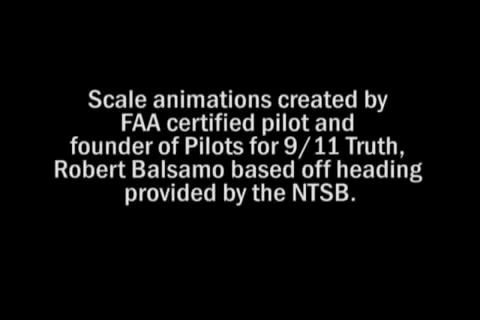 Scale animations created by
FAA certified pilot and
founder of Pilots for 9/11 Truth,
Robert Balsamo based off heading
provided by the NTSB.